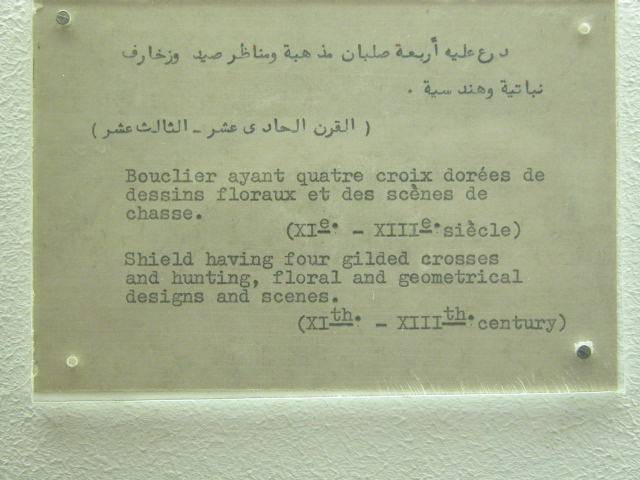 درع عليه أربعة صلبان مذهبة ومناظر صيد وزخارف
نباتية وهندسية .
( القرن الحادى عشر - الثالث عشر )
Bouclier ayant quatre croix dorées de
dessins floraux et des scènes de
chasse.
(XIe. - XIIIe. siècle)
Shield having four gilded crosses
and hunting, floral and geometrical
designs and scenes.
(XIth. - XIIIth. century)